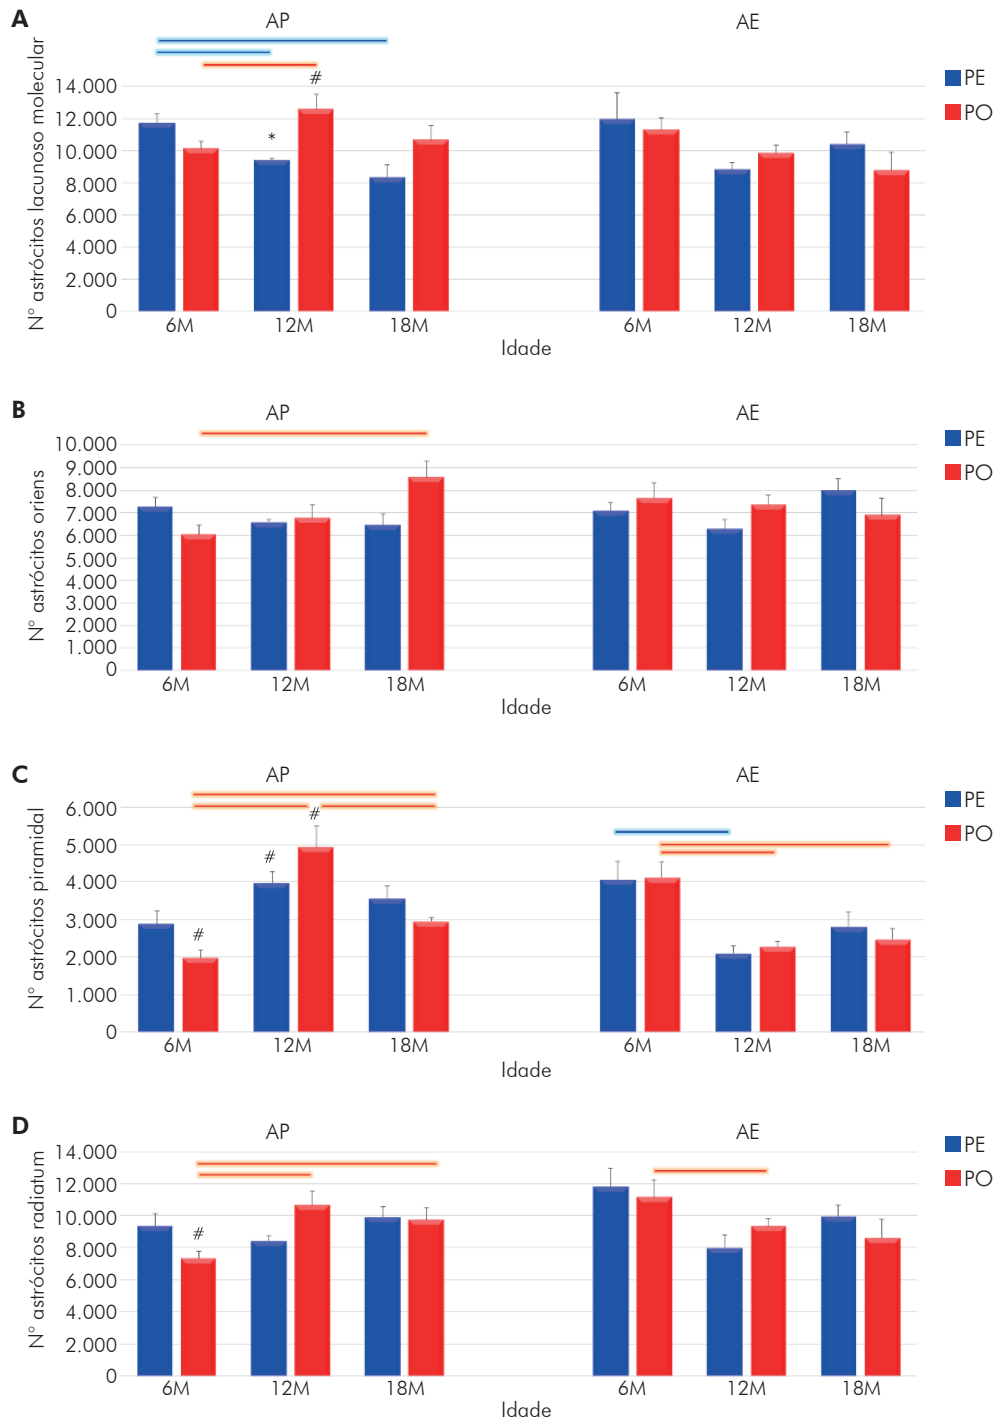 A
AP
AE
Nº astrócitos lacunoso molecular
14.000
12.000
10.000
8.000
6.000
4.000
2.000
0
*
#
6M
12M
18M
6M
12M
18M
Idade
PE
PO
B
AP
AE
Nº astrócitos oriens
10.000
9.000
8.000
7.000
6.000
5.000
4.000
3.000
2.000
1.000
0
6M
12M
18M
6M
12M
18M
Idade
PE
PO
C
AP
AE
Nº astrócitos piramidal
6.000
5.000
4.000
3.000
2.000
1.000
0
#
#
#
6M
12M
18M
6M
12M
18M
Idade
PE
PO
D
AP
AE
Nº astrócitos radiatum
14.000
12.000
10.000
8.000
6.000
4.000
2.000
0
#
6M
12M
18M
6M
12M
18M
Idade
PE
PO